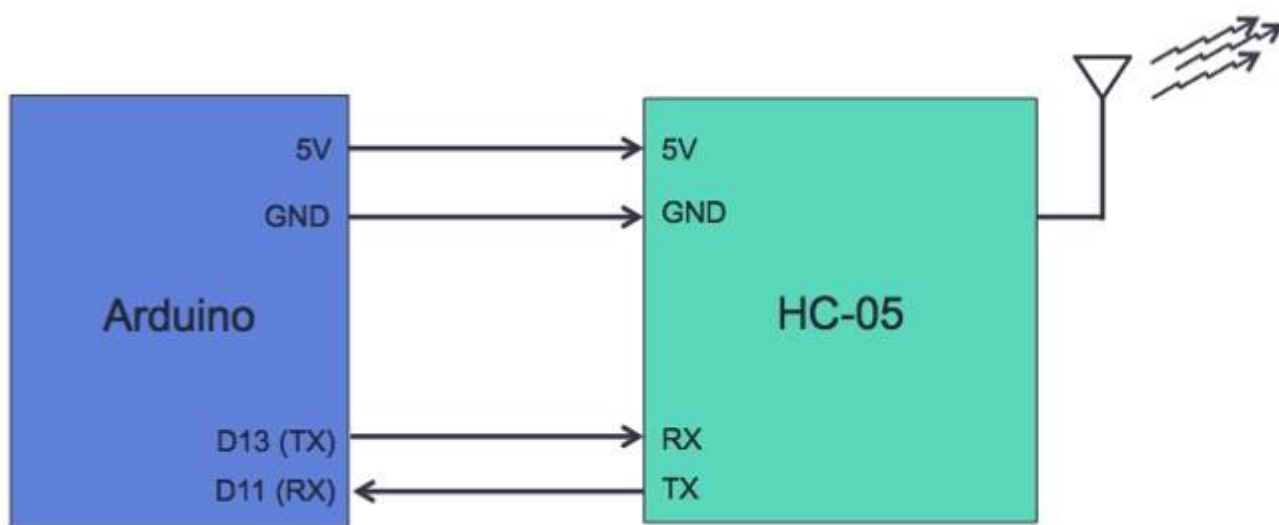 5V
GND
Arduino
D13 (TX)
D11 (RX)
5V
GND
HC-05
RX
TX